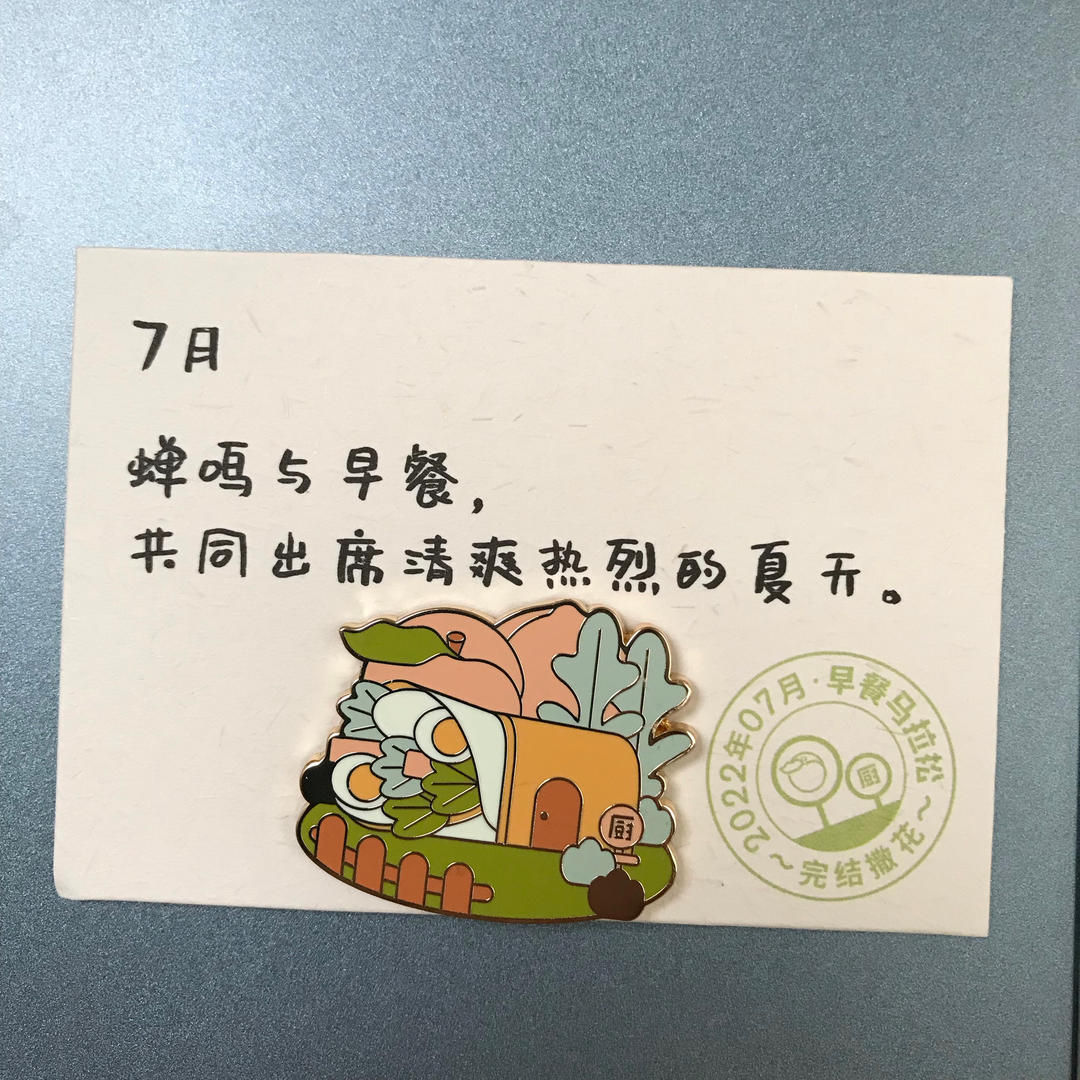 7月
蝉鸣与早餐,
共同出席清爽热烈的夏天。
厨
2022年07月·早餐马拉松
~完结撒花~
厨